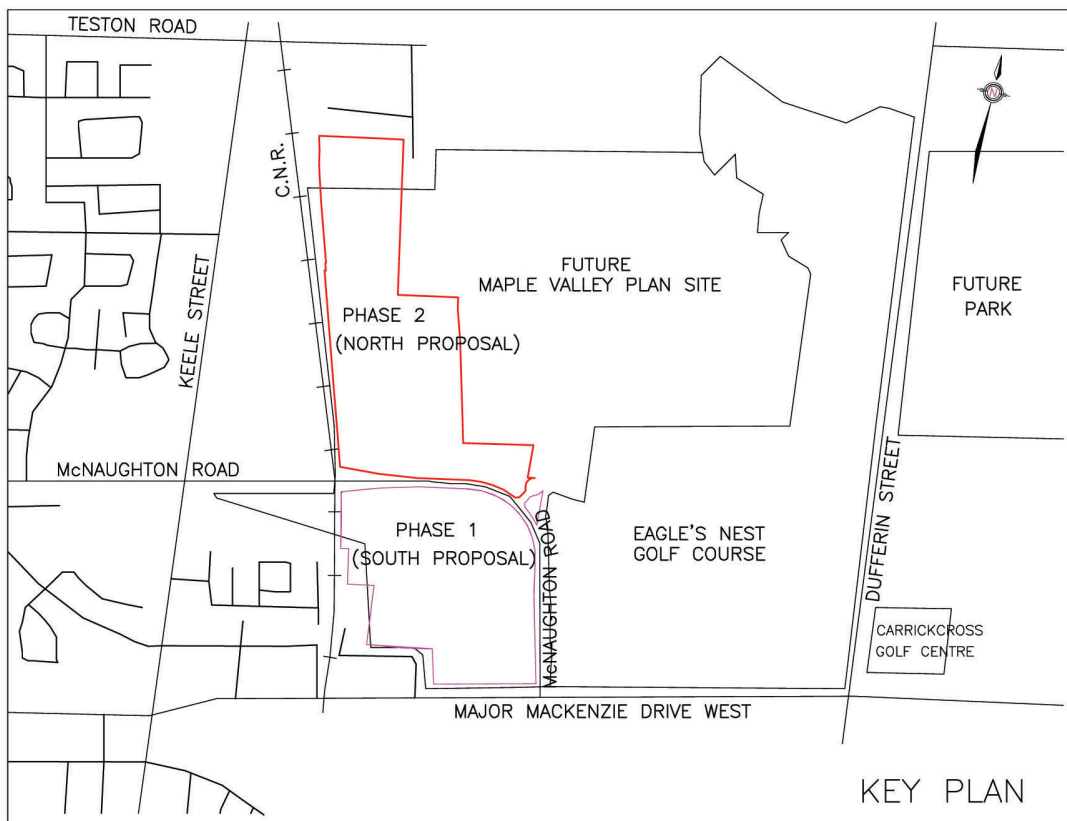 TESTON ROAD
N
C.N.R.
KEELE STREET
FUTURE
MAPLE VALLEY PLAN SITE
FUTURE
PARK
PHASE 2
(NORTH PROPOSAL)
McNAUGHTON ROAD
PHASE 1
(SOUTH PROPOSAL)
McNAUGHTON ROAD
EAGLE'S NEST
GOLF COURSE
DUFFERIN STREET
CARRICKCROSS
GOLF CENTRE
MAJOR MACKENZIE DRIVE WEST
KEY PLAN